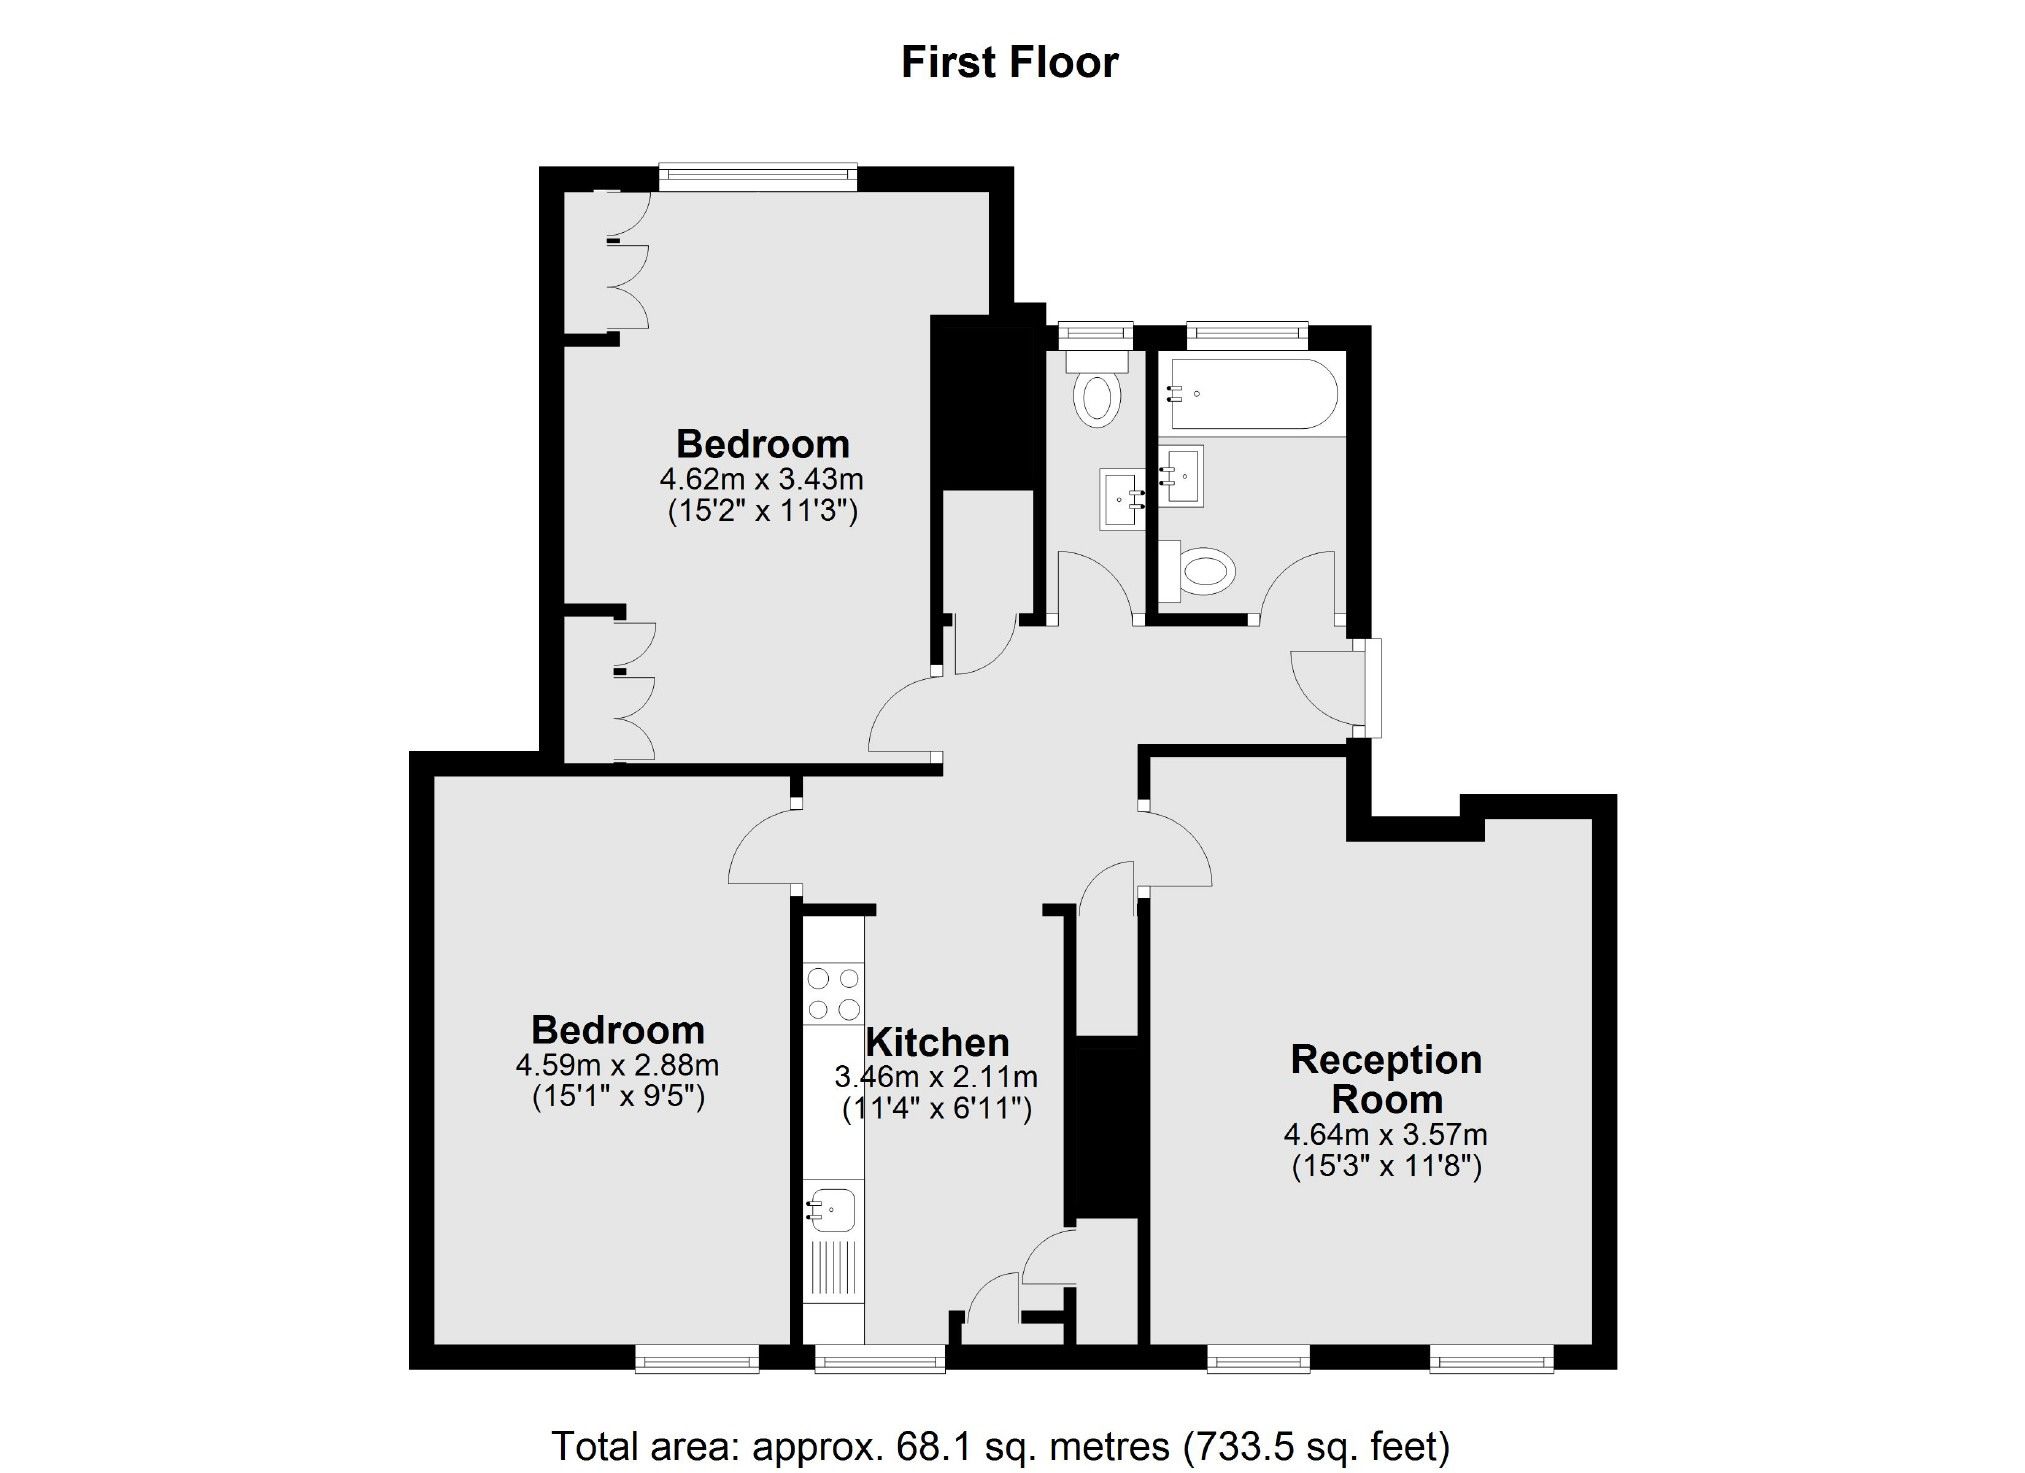 First Floor
Bedroom
4.62m x 3.43m
(15'2" x 11'3")
Bedroom
4.59m x 2.88m
(15'1" x 9'5")
Kitchen
3.46m x 2.11m
(11'4" x 6'11")
Reception
Room
4.64m x 3.57m
(15'3" x 11'8")
Total area: approx. 68.1 sq. metres (733.5 sq. feet)